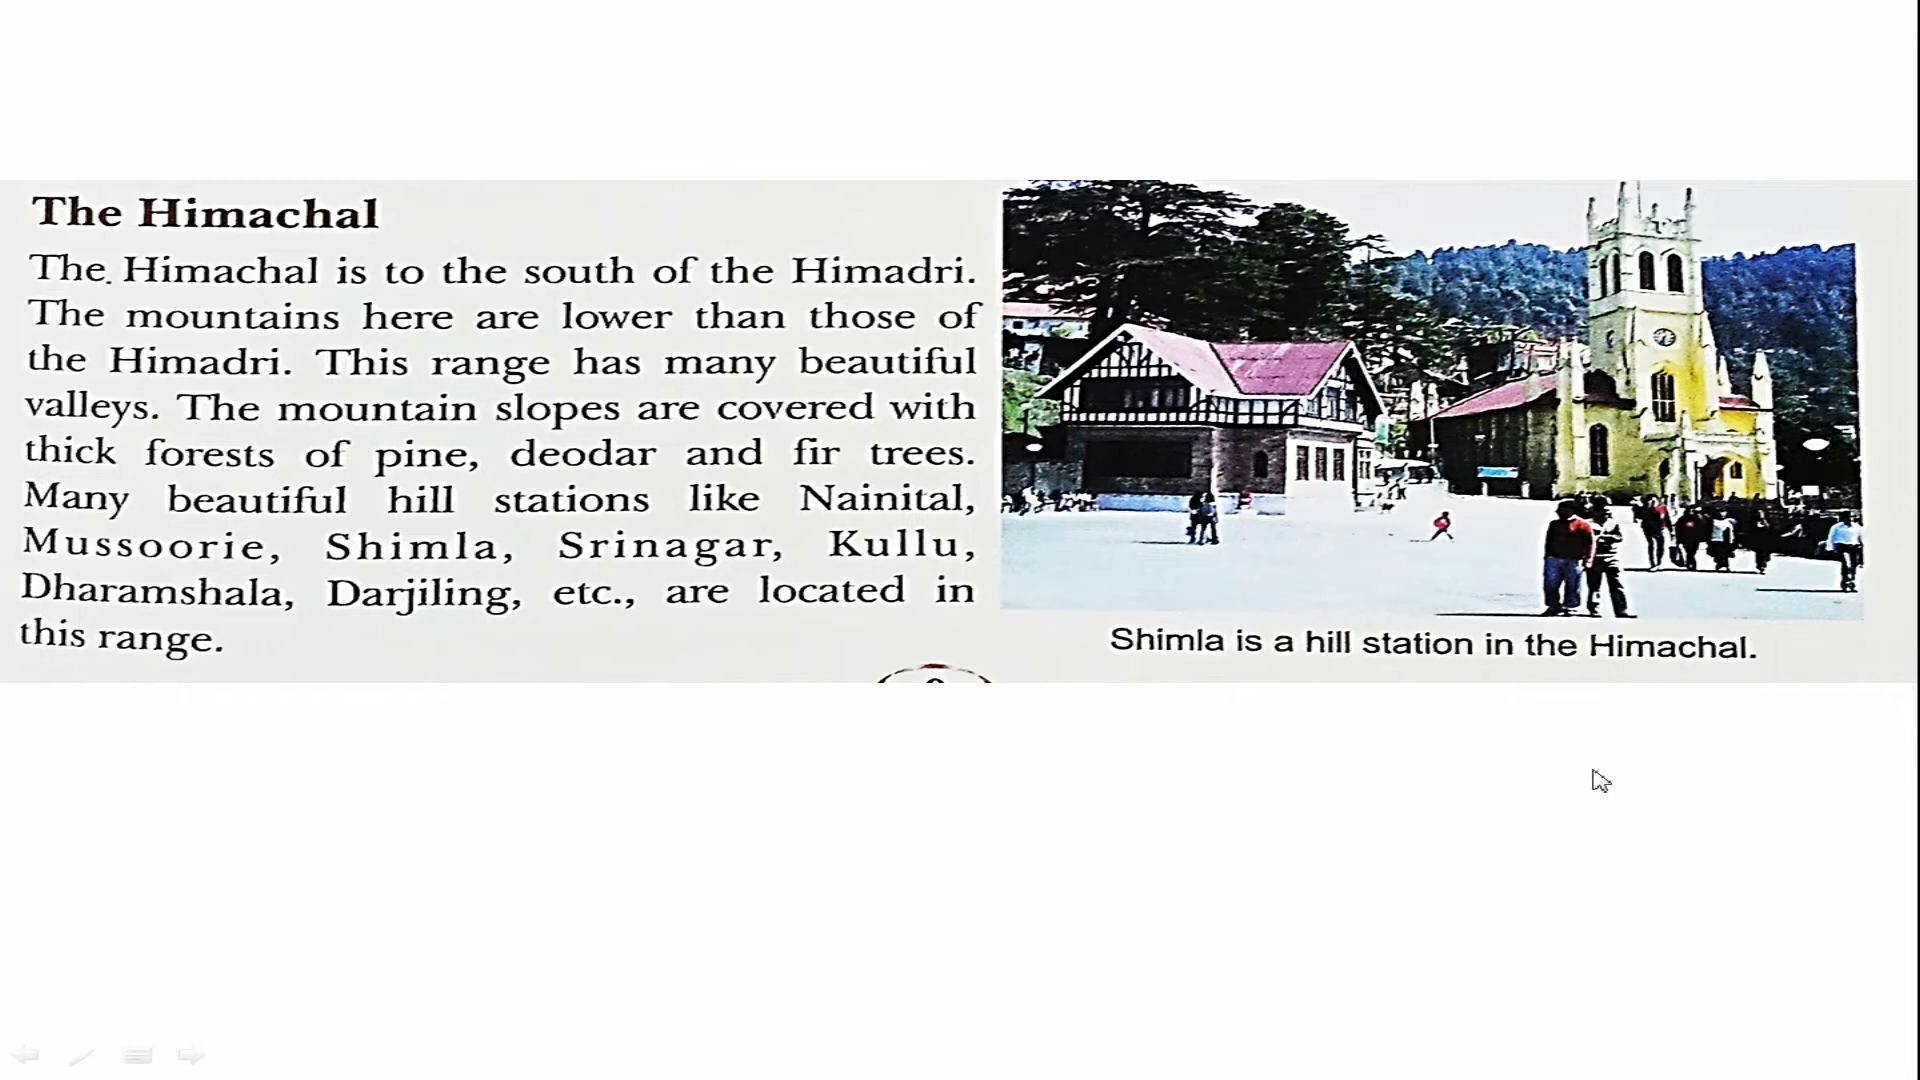 The Himachal
The Himachal is to the south of the Himadri.
The mountains here are lower than those of
the Himadri. This range has many beautiful
valleys. The mountain slopes are covered with
thick forests of pine, deodar and fir trees.
Many beautiful hill stations like Nainital,
Mussoorie, Shimla, Srinagar, Kullu,
Dharamshala, Darjiling, etc., are located in
this range.
Shimla is a hill station in the Himachal.